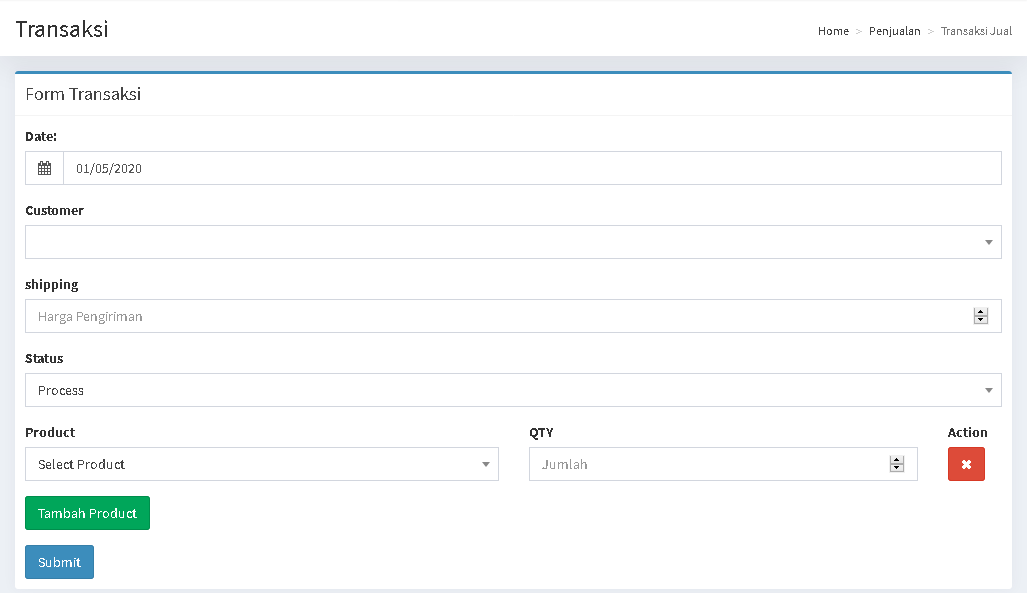 Transaksi
Home > Penjualan > Transaksi Jual
Form Transaksi
Date:
01/05/2020
Customer
shipping
Harga Pengiriman
Status
Process
Product QTY Action
Select Product Jumlah
Tambah Product
Submit